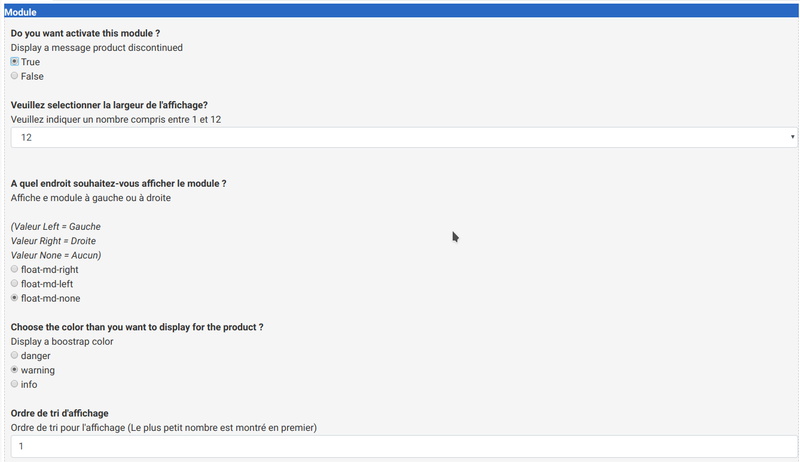 Module
Do you want activate this module ?
Display a message product discontinued
True
False
Veuillez selectionner la largeur de l'affichage?
Veuillez indiquer un nombre compris entre 1 et 12
12
A quel endroit souhaitez-vous afficher le module ?
Affiche e module à gauche ou à droite
(Valeur Left = Gauche
Valeur Right = Droite
Valeur None = Aucun)
float-md-right
float-md-left
float-md-none
Choose the color than you want to display for the product ?
Display a boostrap color
danger
warning
info
Ordre de tri d'affichage
Ordre de tri pour l'affichage (Le plus petit nombre est montré en premier)
1